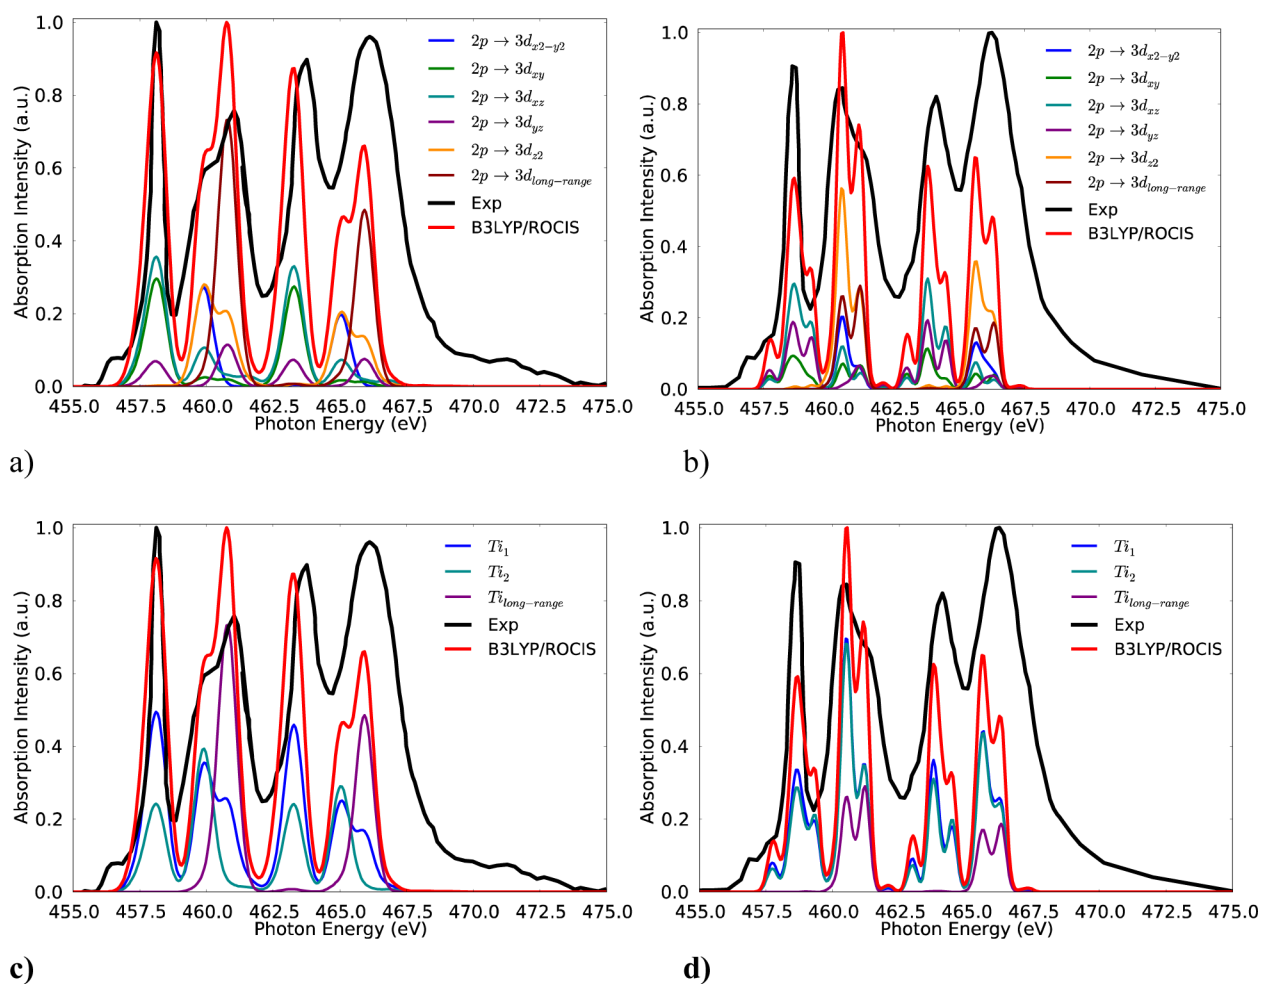 1.0
0.8
0.6
0.4
0.2
0.0
Absorption Intensity (a.u.)
2p → 3d_{x2−y2}
2p → 3d_{xy}
2p → 3d_{xz}
2p → 3d_{yz}
2p → 3d_{z2}
2p → 3d_{long−range}
Exp
B3LYP/ROCIS
455.0 457.5 460.0 462.5 465.0 467.5 470.0 472.5 475.0
Photon Energy (eV)
a)
1.0
0.8
0.6
0.4
0.2
0.0
Absorption Intensity (a.u.)
2p → 3d_{x2−y2}
2p → 3d_{xy}
2p → 3d_{xz}
2p → 3d_{yz}
2p → 3d_{z2}
2p → 3d_{long−range}
Exp
B3LYP/ROCIS
455.0 457.5 460.0 462.5 465.0 467.5 470.0 472.5 475.0
Photon Energy (eV)
b)
1.0
0.8
0.6
0.4
0.2
0.0
Absorption Intensity (a.u.)
Ti_1
Ti_2
Ti_{long−range}
Exp
B3LYP/ROCIS
455.0 457.5 460.0 462.5 465.0 467.5 470.0 472.5 475.0
Photon Energy (eV)
c)
1.0
0.8
0.6
0.4
0.2
0.0
Absorption Intensity (a.u.)
Ti_1
Ti_2
Ti_{long−range}
Exp
B3LYP/ROCIS
455.0 457.5 460.0 462.5 465.0 467.5 470.0 472.5 475.0
Photon Energy (eV)
d)